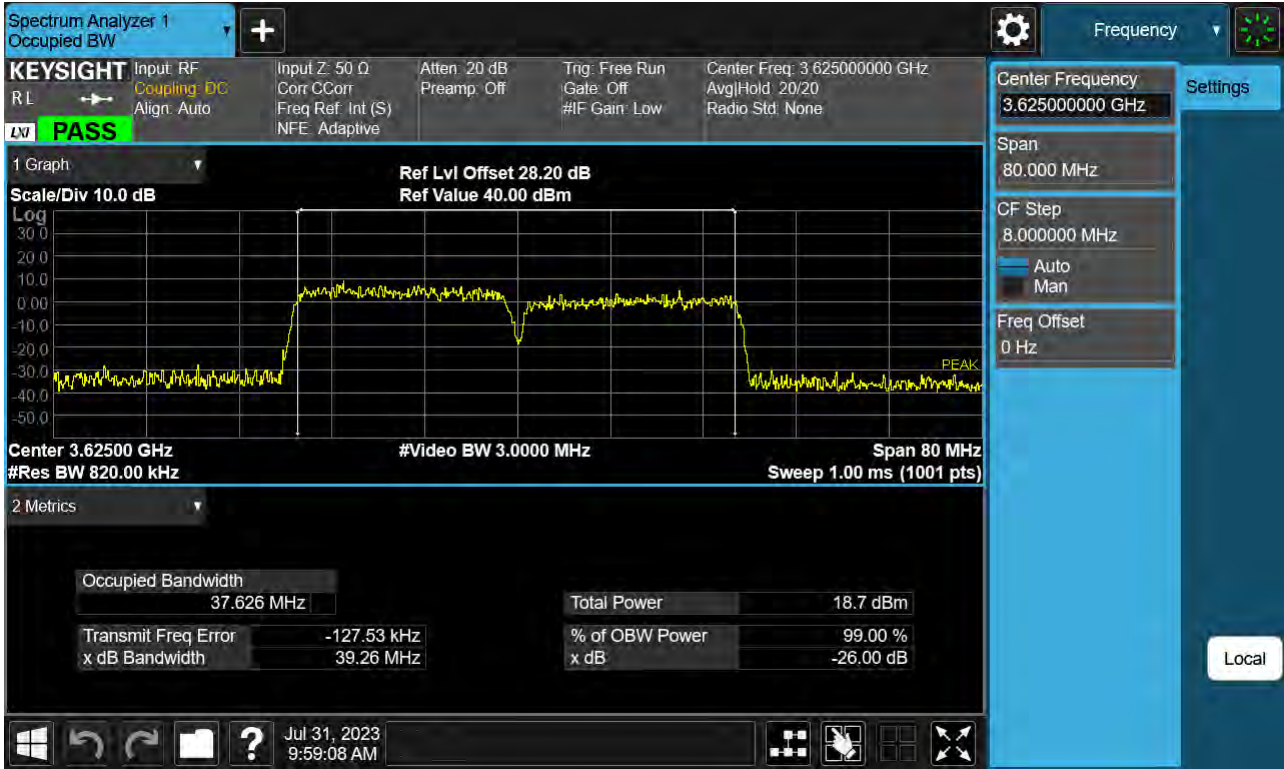 Spectrum Analyzer 1
Occupied BW
Frequency
KEYSIGHT
R L
LXI PASS
Input: RF
Coupling: DC
Align: Auto
Input Z: 50 Ω
Corr CCorr
Freq Ref: Int (S)
NFE: Adaptive
Atten: 20 dB
Preamp: Off
Trig: Free Run
Gate: Off
#IF Gain: Low
Center Freq: 3.625000000 GHz
Avg|Hold: 20/20
Radio Std: None
1 Graph
Scale/Div 10.0 dB
Ref Lvl Offset 28.20 dB
Ref Value 40.00 dBm
Log
30.0
20.0
10.0
0.00
-10.0
-20.0
-30.0
-40.0
-50.0
PEAK
Center 3.62500 GHz
#Video BW 3.0000 MHz
Span 80 MHz
#Res BW 820.00 kHz
Sweep 1.00 ms (1001 pts)
2 Metrics
Occupied Bandwidth
37.626 MHz
Total Power 18.7 dBm
Transmit Freq Error -127.53 kHz
% of OBW Power 99.00 %
x dB Bandwidth 39.26 MHz
x dB -26.00 dB
Jul 31, 2023
9:59:08 AM
Center Frequency
3.625000000 GHz
Span
80.000 MHz
CF Step
8.000000 MHz
Auto
Man
Freq Offset
0 Hz
Settings
Local